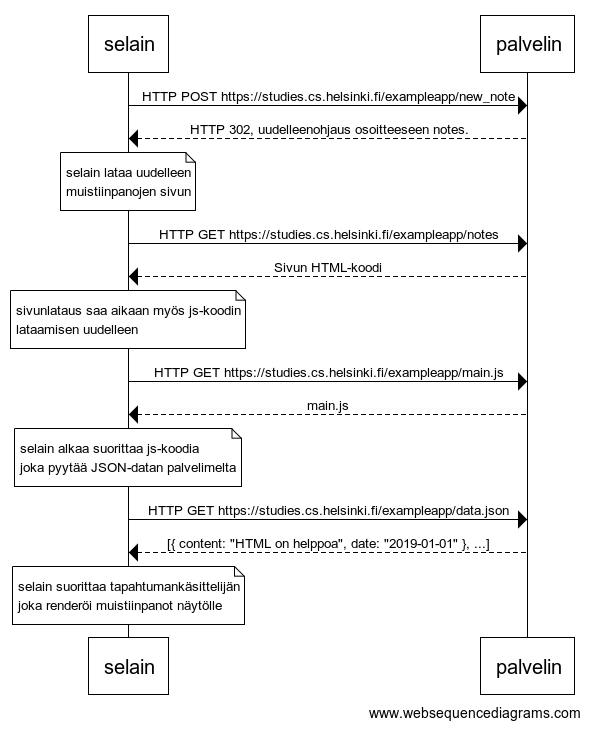 selain
palvelin
HTTP POST https://studies.cs.helsinki.fi/exampleapp/new_note
HTTP 302, uudelleenohjaus osoitteeseen notes.
selain lataa uudelleen
muistiinpanojen sivun
HTTP GET https://studies.cs.helsinki.fi/exampleapp/notes
Sivun HTML-koodi
sivunlataus saa aikaan myös js-koodin
lataamisen uudelleen
HTTP GET https://studies.cs.helsinki.fi/exampleapp/main.js
main.js
selain alkaa suorittaa js-koodia
joka pyytää JSON-datan palvelimelta
HTTP GET https://studies.cs.helsinki.fi/exampleapp/data.json
[{ content: "HTML on helppoa", date: "2019-01-01" }, ...]
selain suorittaa tapahtumankäsittelijän
joka renderöi muistiinpanot näytölle
selain
palvelin
www.websequencediagrams.com